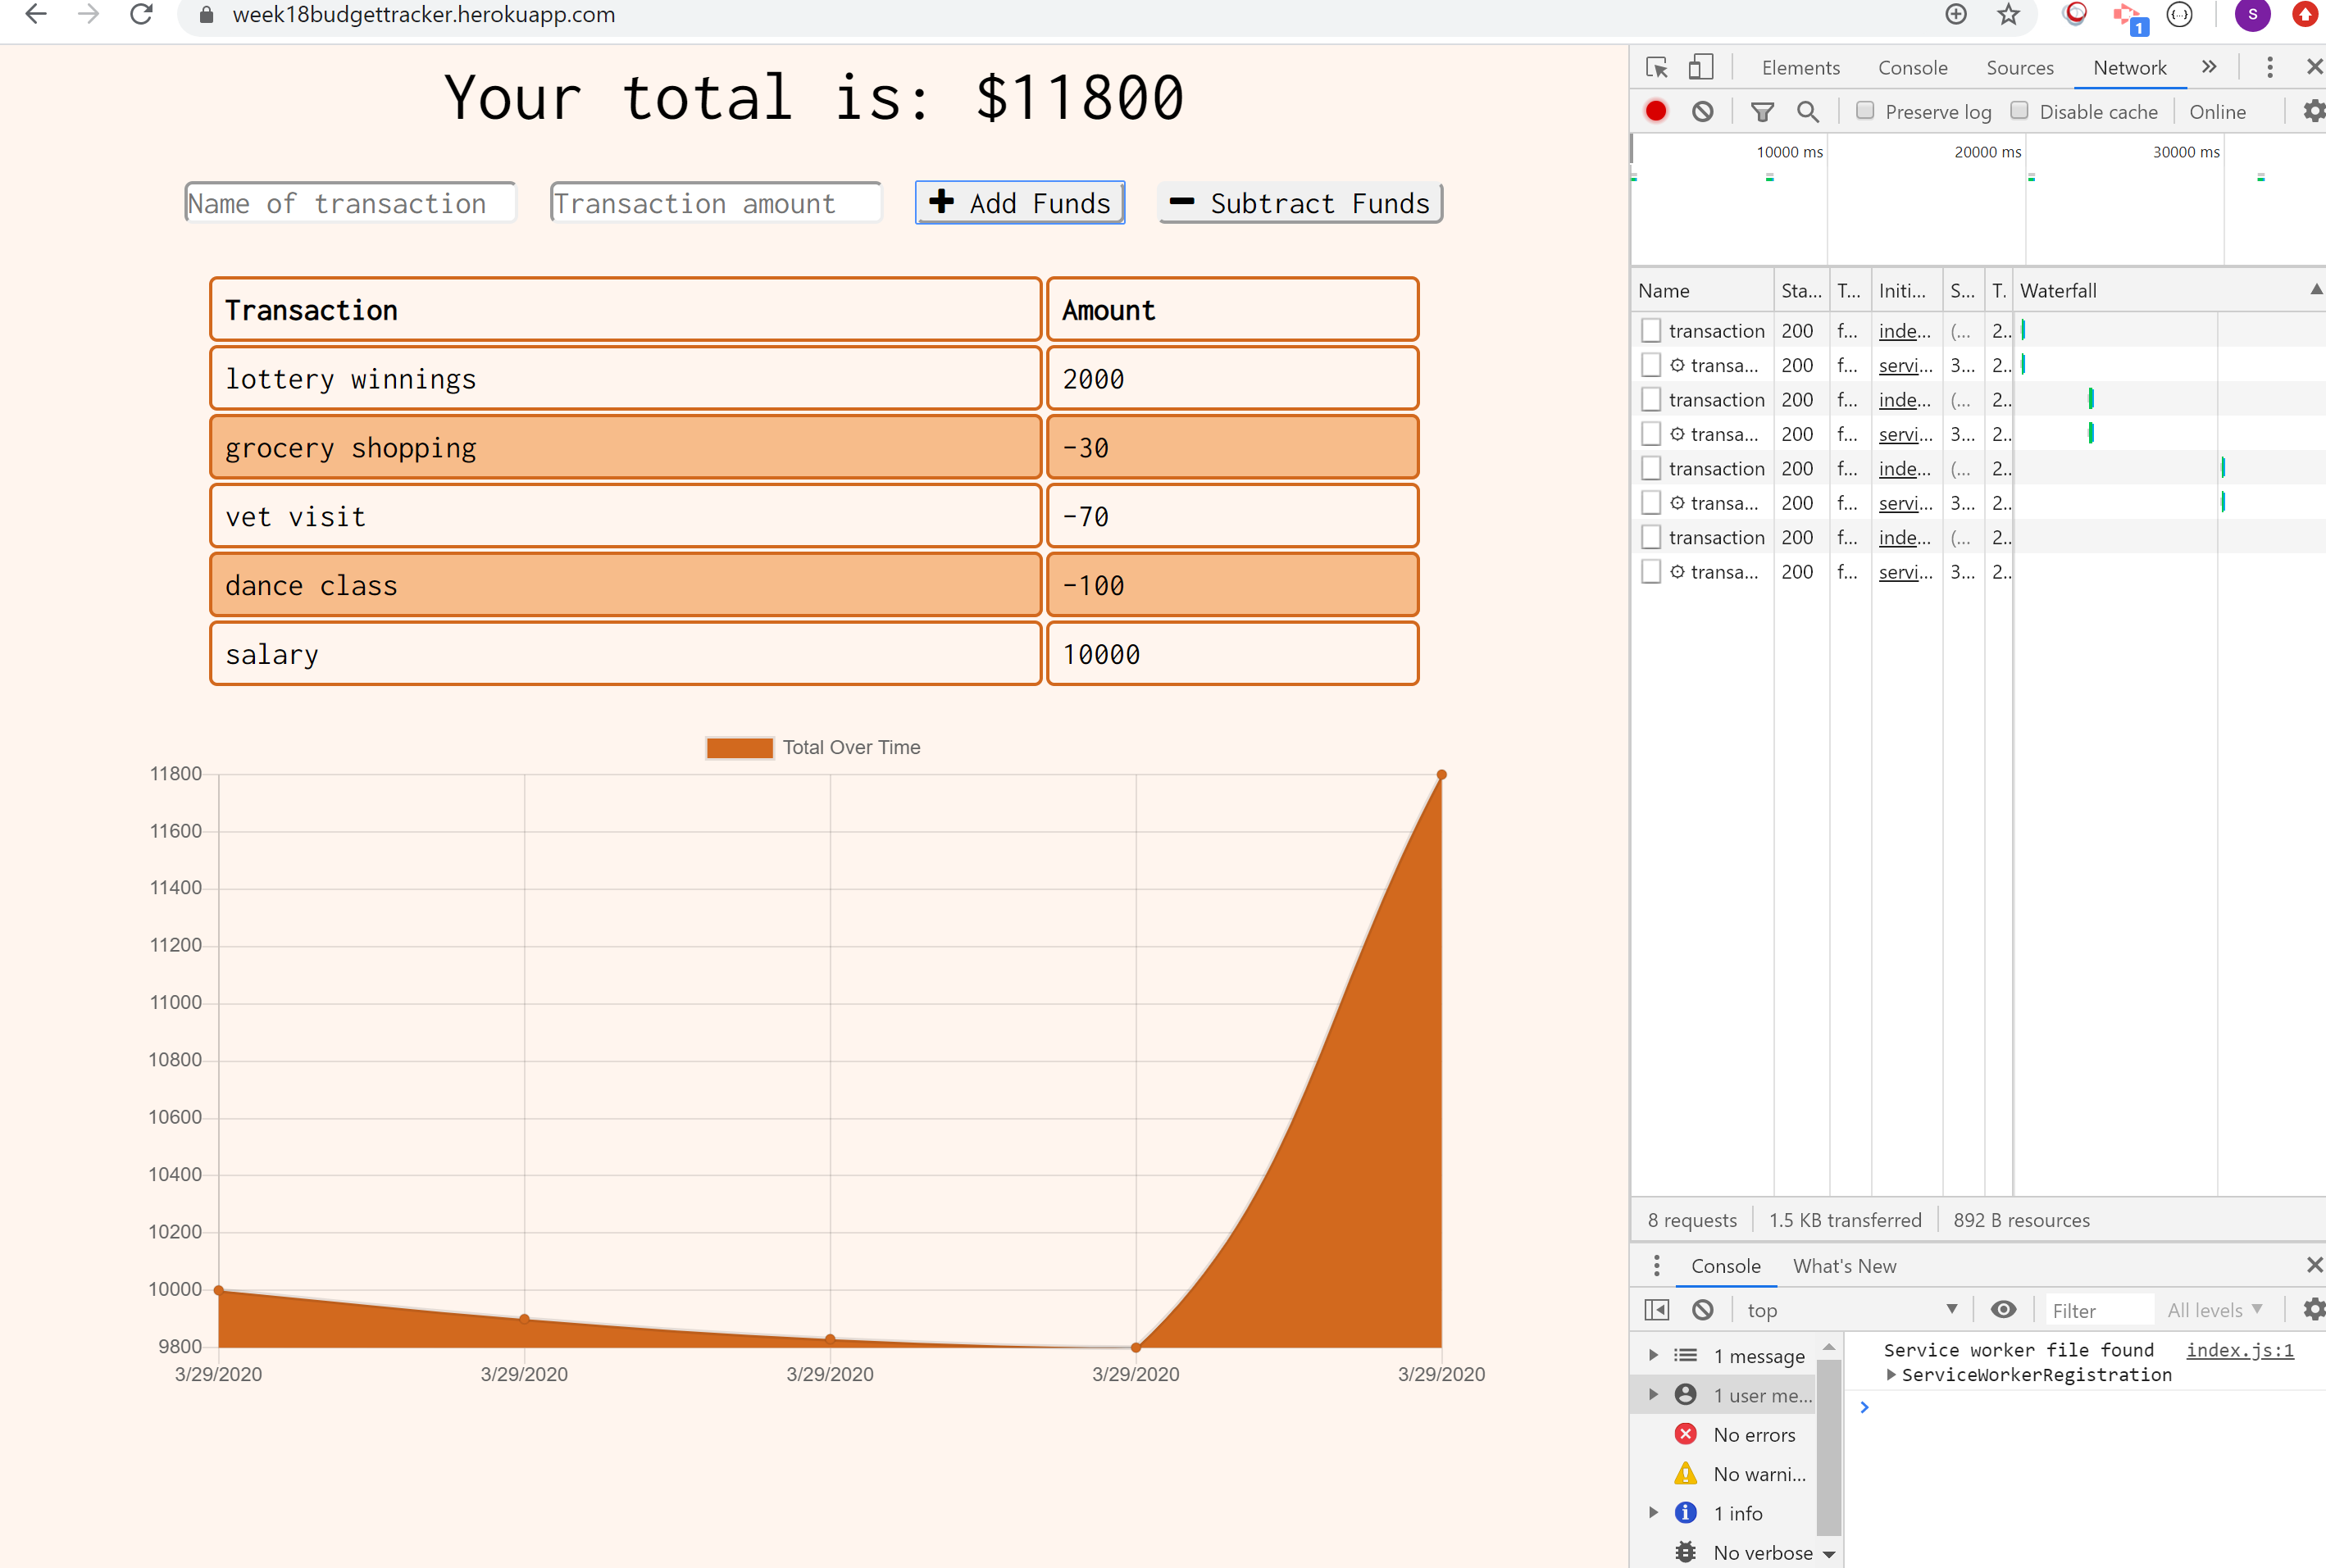 week18budgettracker.herokuapp.com
1
{...}
S
Your total is: $11800
Name of transaction
Transaction amount
Add Funds
Subtract Funds
Transaction Amount
lottery winnings 2000
grocery shopping -30
vet visit -70
dance class -100
salary 10000
Total Over Time
11800
11600
11400
11200
11000
10800
10600
10400
10200
10000
9800
3/29/2020 3/29/2020 3/29/2020 3/29/2020 3/29/2020
Elements Console Sources Network »
Preserve log Disable cache Online
10000 ms 20000 ms 30000 ms
Name Sta... T... Initi... S... T. Waterfall
transaction 200 f... inde... (... 2..
transa... 200 f... servi... 3... 2..
transaction 200 f... inde... (... 2..
transa... 200 f... servi... 3... 2..
transaction 200 f... inde... (... 2..
transa... 200 f... servi... 3... 2..
transaction 200 f... inde... (... 2..
transa... 200 f... servi... 3... 2..
8 requests 1.5 KB transferred 892 B resources
Console What's New
top Filter All levels
1 message
1 user me...
No errors
No warni...
1 info
No verbose
Service worker file found index.js:1
ServiceWorkerRegistration